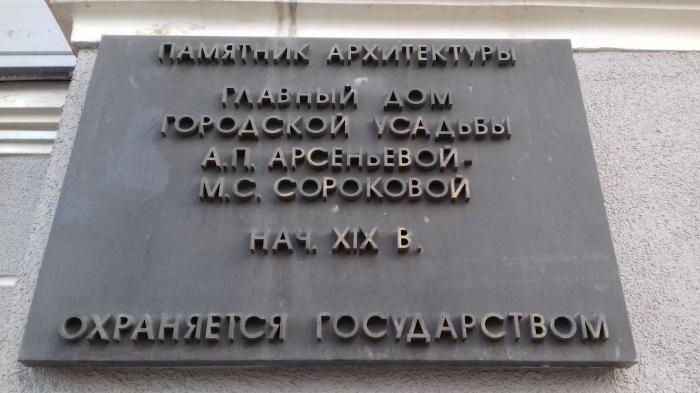 ПАМЯТНИК АРХИТЕКТУРЫ
ГЛАВНЫЙ ДОМ
ГОРОДСКОЙ УСАДЬБЫ
А.П. АРСЕНЬЕВОЙ-
М.С. СОРОКОВОЙ
НАЧ. XIX В.
ОХРАНЯЕТСЯ ГОСУДАРСТВОМ